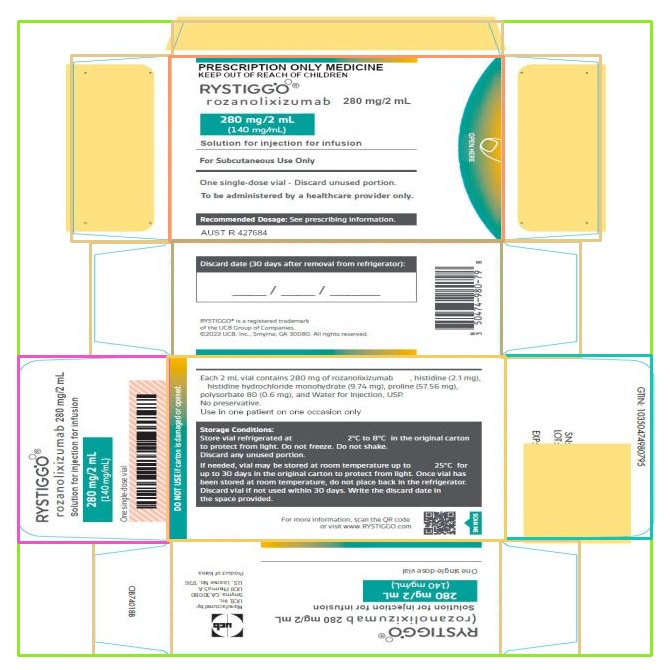 PRESCRIPTION ONLY MEDICINE
KEEP OUT OF REACH OF CHILDREN
RYSTIGGO®
rozanolixizumab 280 mg/2 mL
280 mg/2 mL
(140 mg/mL)
Solution for injection for infusion
For Subcutaneous Use Only
One single-dose vial - Discard unused portion.
To be administered by a healthcare provider only.
Recommended Dosage: See prescribing information.
AUST R 427684
OPEN HERE
Discard date (30 days after removal from refrigerator):
____ / ____ / ______
RYSTIGGO® is a registered trademark
of the UCB Group of Companies.
©2023 UCB, Inc., Smyrna, GA 30080. All rights reserved.
3 50474-980-79 8
RYSTIGGO®
rozanolixizumab 280 mg/2 mL
Solution for injection for infusion
280 mg/2 mL
(140 mg/mL)
One single-dose vial
DO NOT USE if carton is damaged or opened.
Each 2 mL vial contains 280 mg of rozanolixizumab , histidine (2.1 mg),
histidine hydrochloride monohydrate (9.74 mg), proline (57.56 mg),
polysorbate 80 (0.6 mg), and Water for Injection, USP.
No preservative.
Use in one patient on one occasion only
Storage Conditions:
Store vial refrigerated at 2°C to 8°C in the original carton
to protect from light. Do not freeze. Do not shake.
Discard any unused portion.
If needed, vial may be stored at room temperature up to 25°C for
up to 30 days in the original carton to protect from light. Once vial has
been stored at room temperature, do not place back in the refrigerator.
Discard vial if not used within 30 days. Write the discard date in
the space provided.
For more information, scan the QR code
or visit www.RYSTIGGO.com
SCAN ME
GTIN: 10350474980795
SN:
LOT:
EXP:
RYSTIGGO®
(rozanolixizumab 280 mg/2 mL
Solution for injection for infusion
280 mg/2 mL
(140 mg/mL)
One single-dose vial
ucb
Manufactured by:
UCB, Inc.
Smyrna, GA 30080
UCB Pharma S.A.
U.S. License No. 1736
Product of Korea